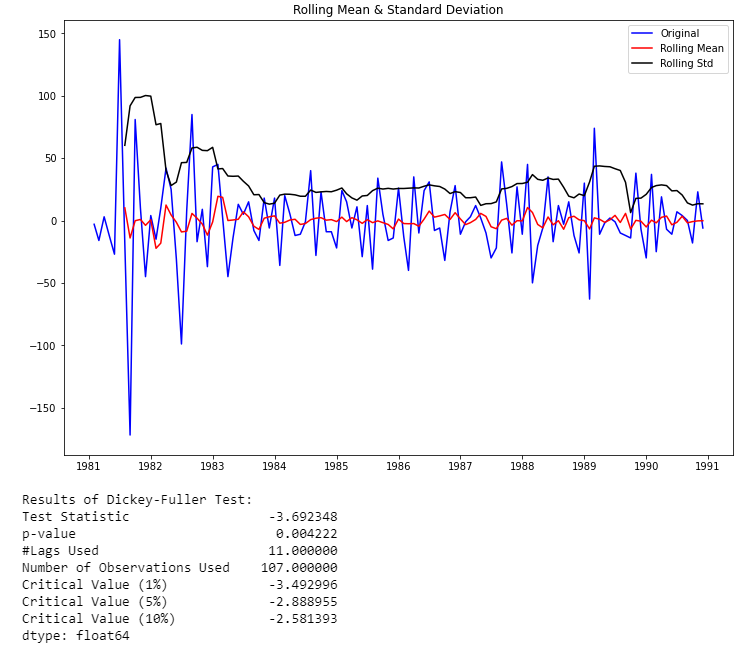 Rolling Mean & Standard Deviation
Original
Rolling Mean
Rolling Std
150
100
50
0
−50
−100
−150
1981 1982 1983 1984 1985 1986 1987 1988 1989 1990 1991
Results of Dickey-Fuller Test:
Test Statistic -3.692348
p-value 0.004222
#Lags Used 11.000000
Number of Observations Used 107.000000
Critical Value (1%) -3.492996
Critical Value (5%) -2.888955
Critical Value (10%) -2.581393
dtype: float64